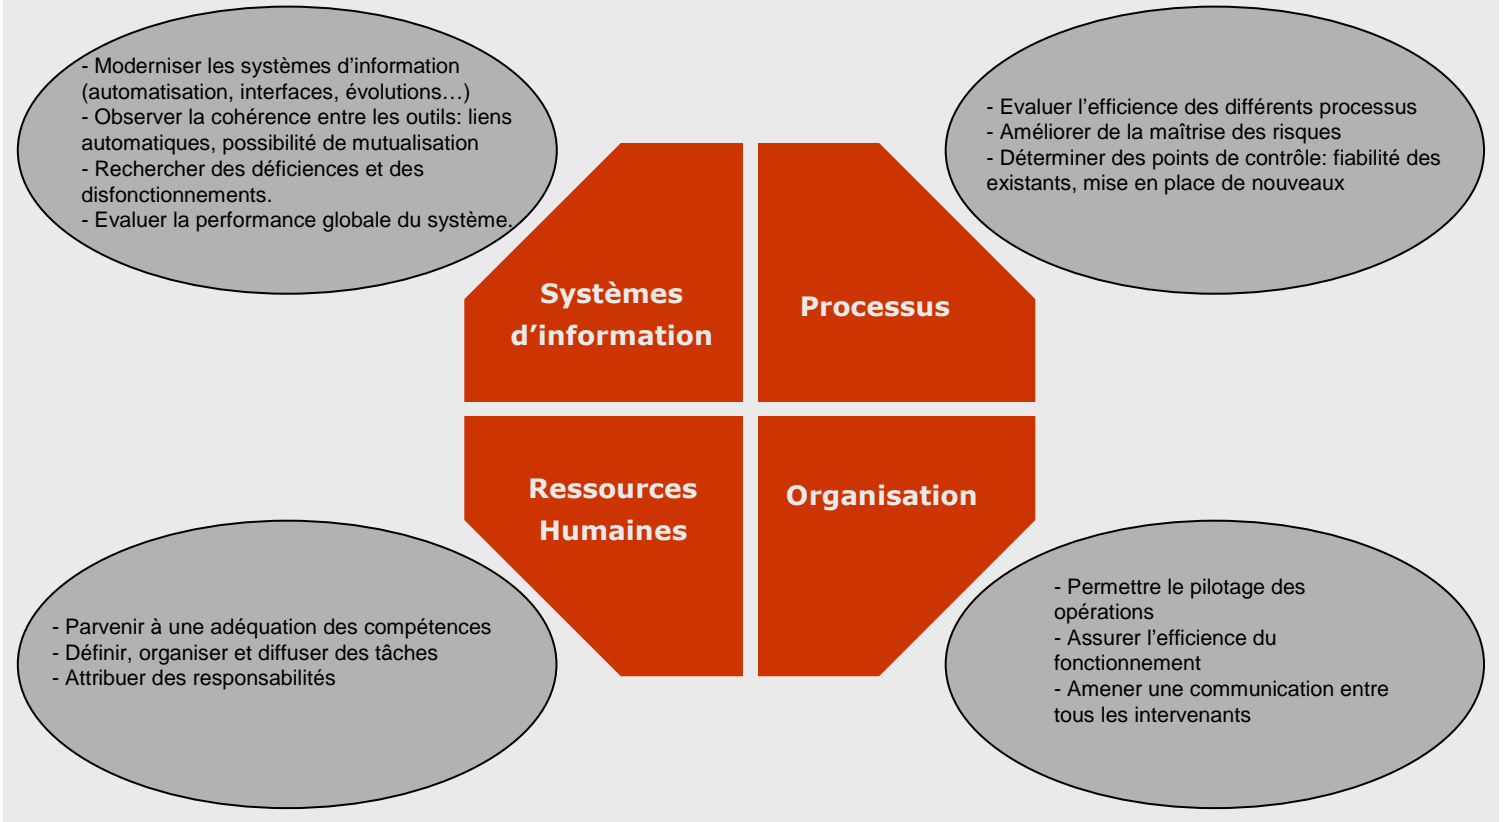 - Moderniser les systèmes d’information
(automatisation, interfaces, évolutions…)
- Observer la cohérence entre les outils: liens
automatiques, possibilité de mutualisation
- Rechercher des déficiences et des
disfonctionnements.
- Evaluer la performance globale du système.
- Evaluer l’efficience des différents processus
- Améliorer de la maîtrise des risques
- Déterminer des points de contrôle: fiabilité des
existants, mise en place de nouveaux
Systèmes
d’information
Processus
Ressources
Humaines
Organisation
- Parvenir à une adéquation des compétences
- Définir, organiser et diffuser des tâches
- Attribuer des responsabilités
- Permettre le pilotage des
opérations
- Assurer l’efficience du
fonctionnement
- Amener une communication entre
tous les intervenants